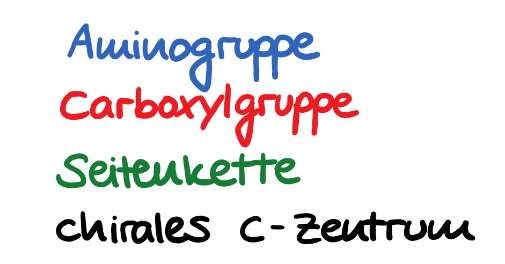 Aminogruppe
Carboxylgruppe
Seitenkette
chirales C-Zentrum